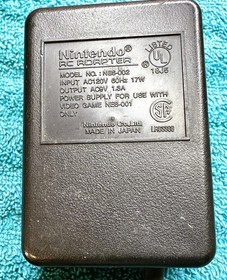 Nintendo®
AC ADAPTER
MODEL NO.: NES-002
INPUT AC120V 60Hz 17W
OUTPUT AC9V 1.3A
POWER SUPPLY FOR USE WITH
VIDEO GAME NES-001
ONLY
Nintendo Co.,Ltd.
MADE IN JAPAN
LISTED
UL
®